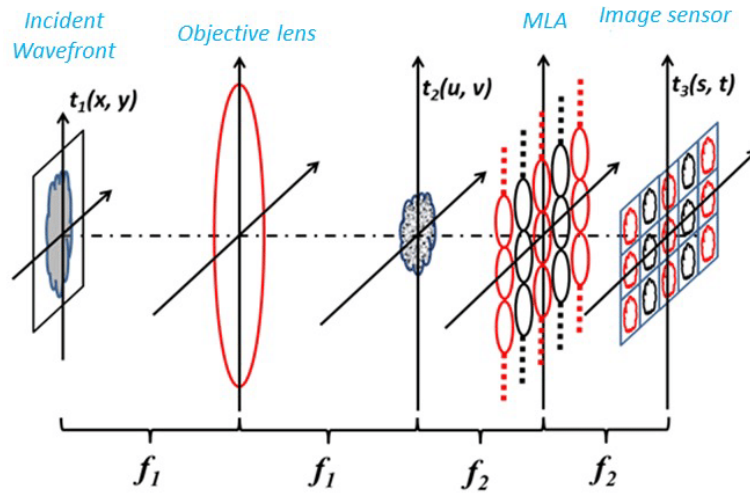 Incident
Wavefront
Objective lens
MLA
Image sensor
t₁(x, y)
t₂(u, v)
t₃(s, t)
f₁
f₁
f₂
f₂